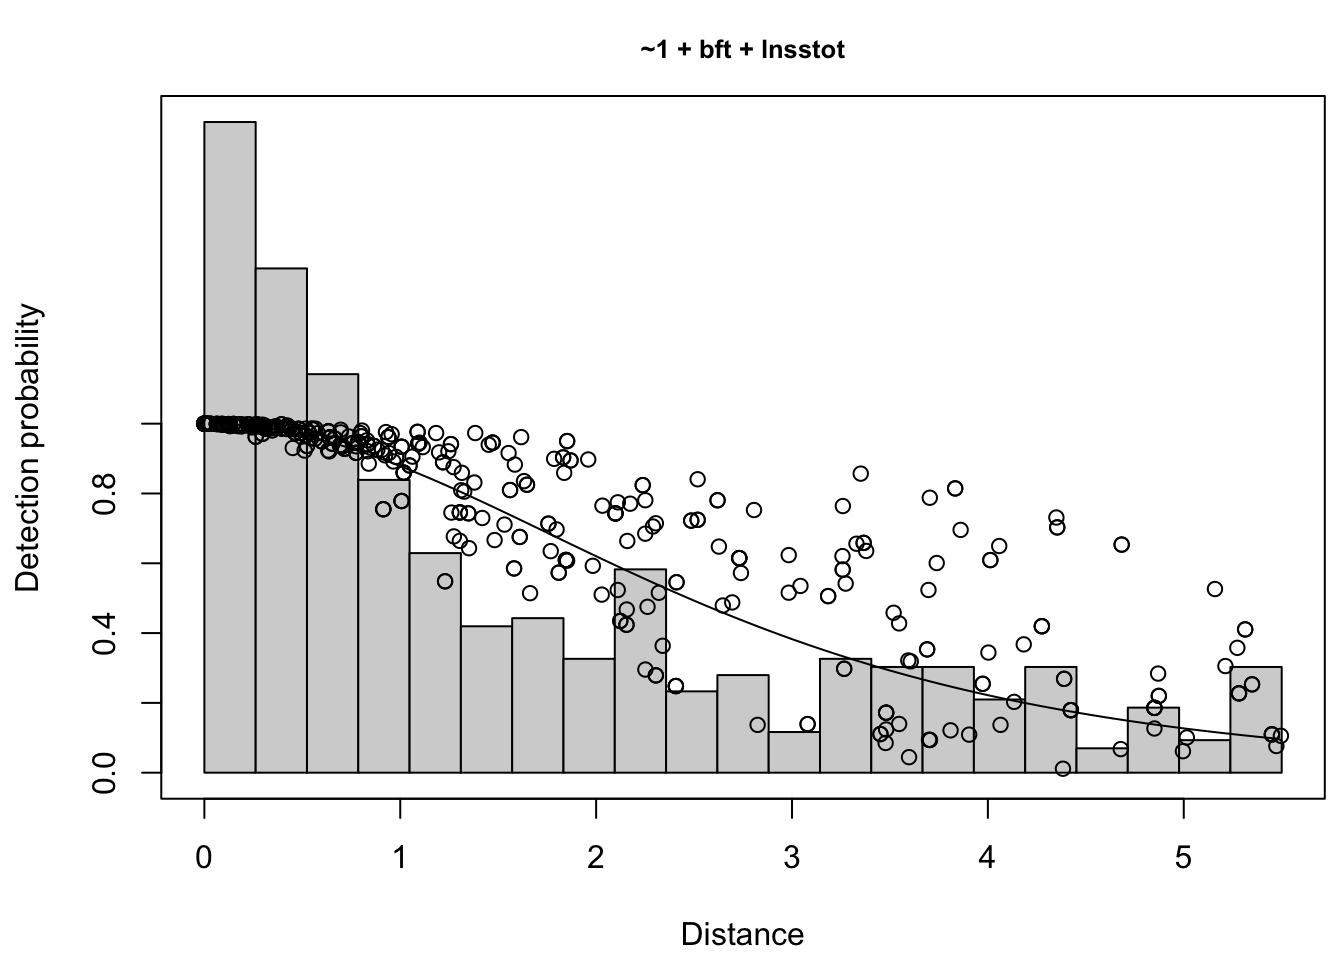 ~1 + bft + lnsstot
Detection probability
0.8
0.4
0.0
0 1 2 3 4 5
Distance